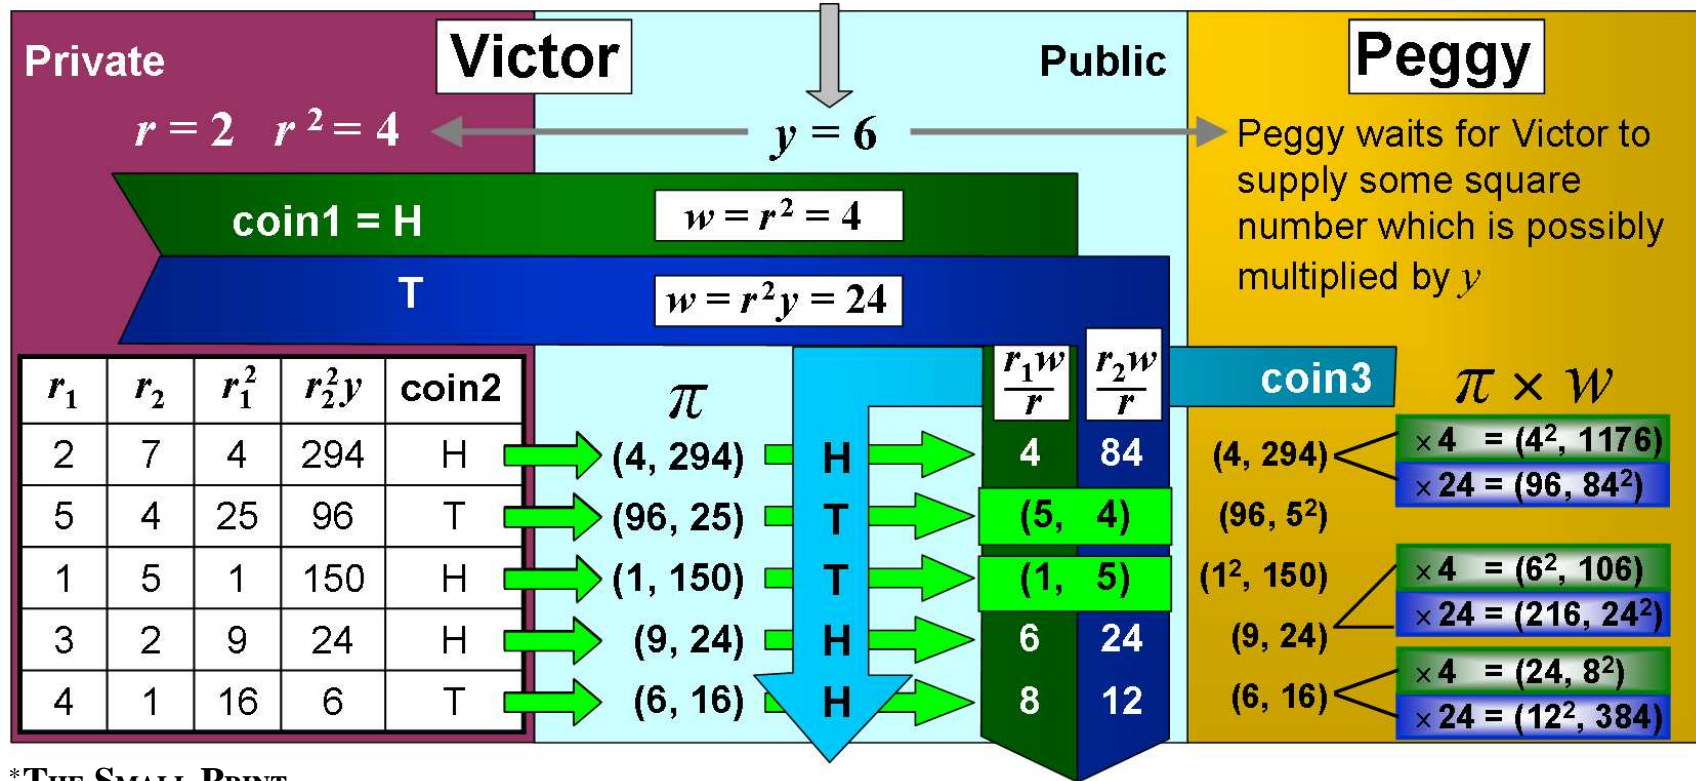 Private Victor Public Peggy
r = 2 r² = 4 y = 6 Peggy waits for Victor to
supply some square
number which is possibly
multiplied by y
coin1 = H w = r² = 4
T w = r²y = 24
r₁ r₂ r₁² r₂²y coin2 π r₁w/r r₂w/r coin3 π × w
2 7 4 294 H (4, 294) H 4 84 (4, 294) ×4 = (4², 1176)
×24 = (96, 84²)
5 4 25 96 T (96, 25) T (5, 4) (96, 5²)
1 5 1 150 H (1, 150) T (1, 5) (1², 150) ×4 = (6², 106)
×24 = (216, 24²)
3 2 9 24 H (9, 24) H 6 24 (9, 24)
4 1 16 6 T (6, 16) H 8 12 (6, 16) ×4 = (24, 8²)
×24 = (12², 384)
*THE SMALL PRINT